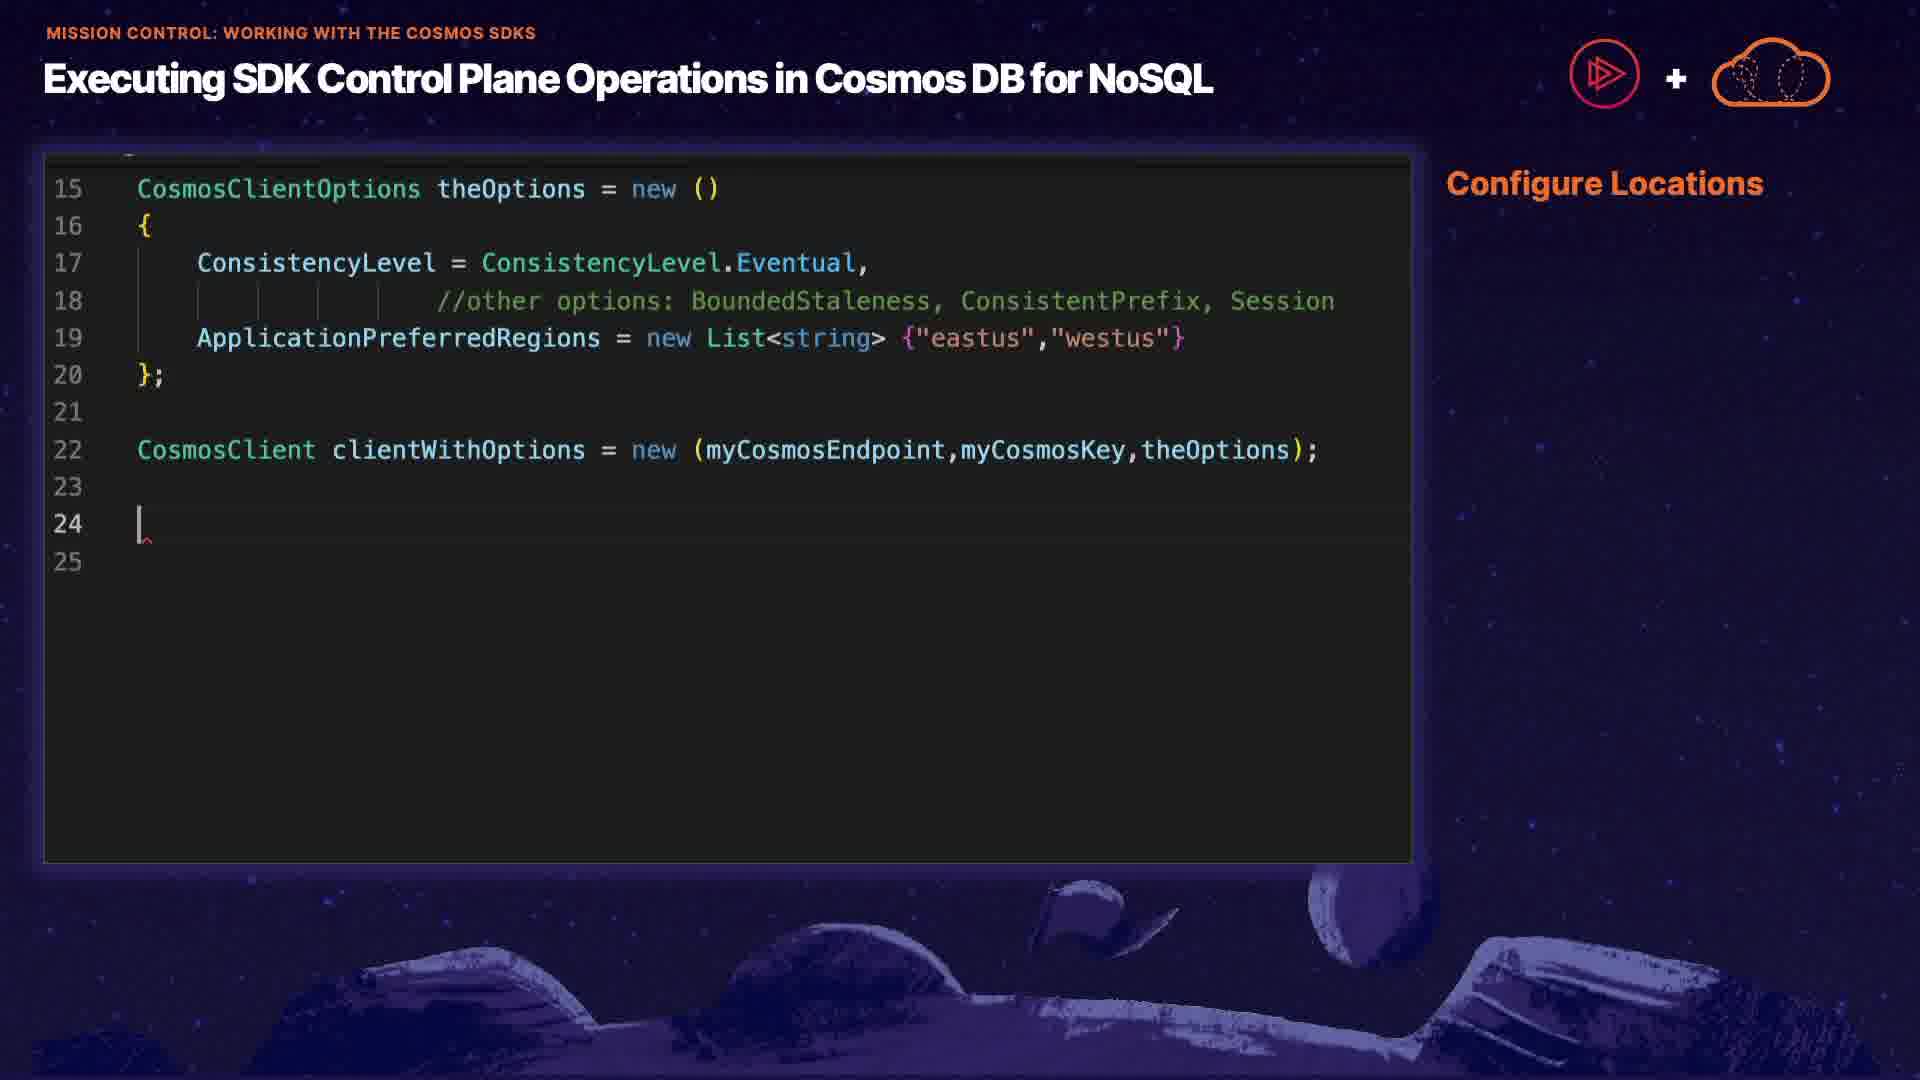 MISSION CONTROL: WORKING WITH THE COSMOS SDKS
Executing SDK Control Plane Operations in Cosmos DB for NoSQL
+
Configure Locations
15 CosmosClientOptions theOptions = new ()
16 {
17 ConsistencyLevel = ConsistencyLevel.Eventual,
18 //other options: BoundedStaleness, ConsistentPrefix, Session
19 ApplicationPreferredRegions = new List<string> {"eastus","westus"}
20 };
21
22 CosmosClient clientWithOptions = new (myCosmosEndpoint,myCosmosKey,theOptions);
23
24
25